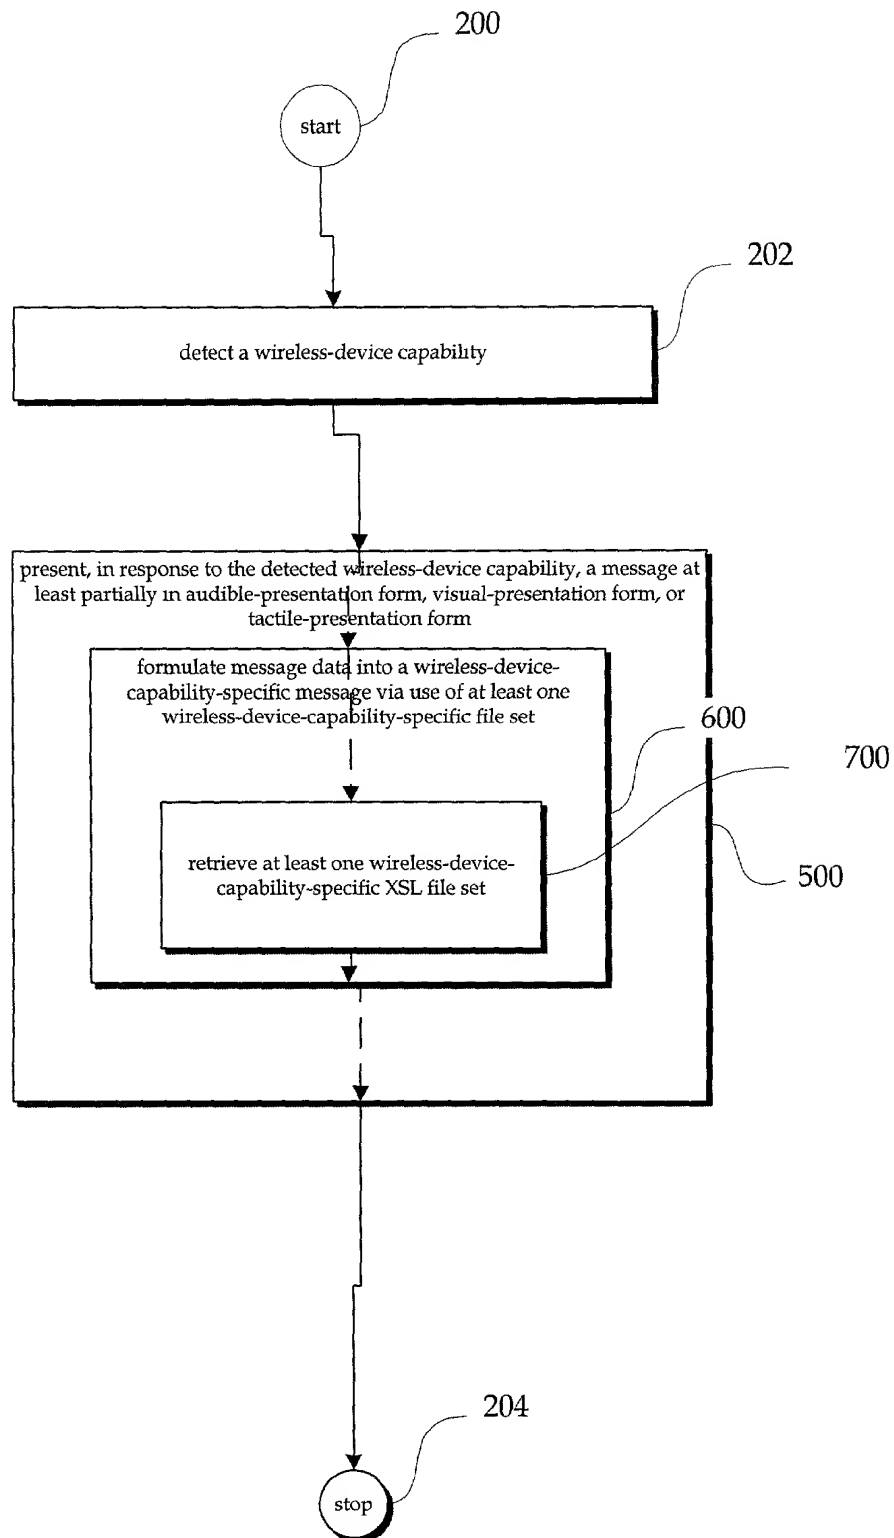 200
start
202
detect a wireless-device capability
present, in response to the detected wireless-device capability, a message at
least partially in audible-presentation form, visual-presentation form, or
tactile-presentation form
formulate message data into a wireless-device-
capability-specific message via use of at least one
wireless-device-capability-specific file set
600
700
retrieve at least one wireless-device-
capability-specific XSL file set
500
204
stop